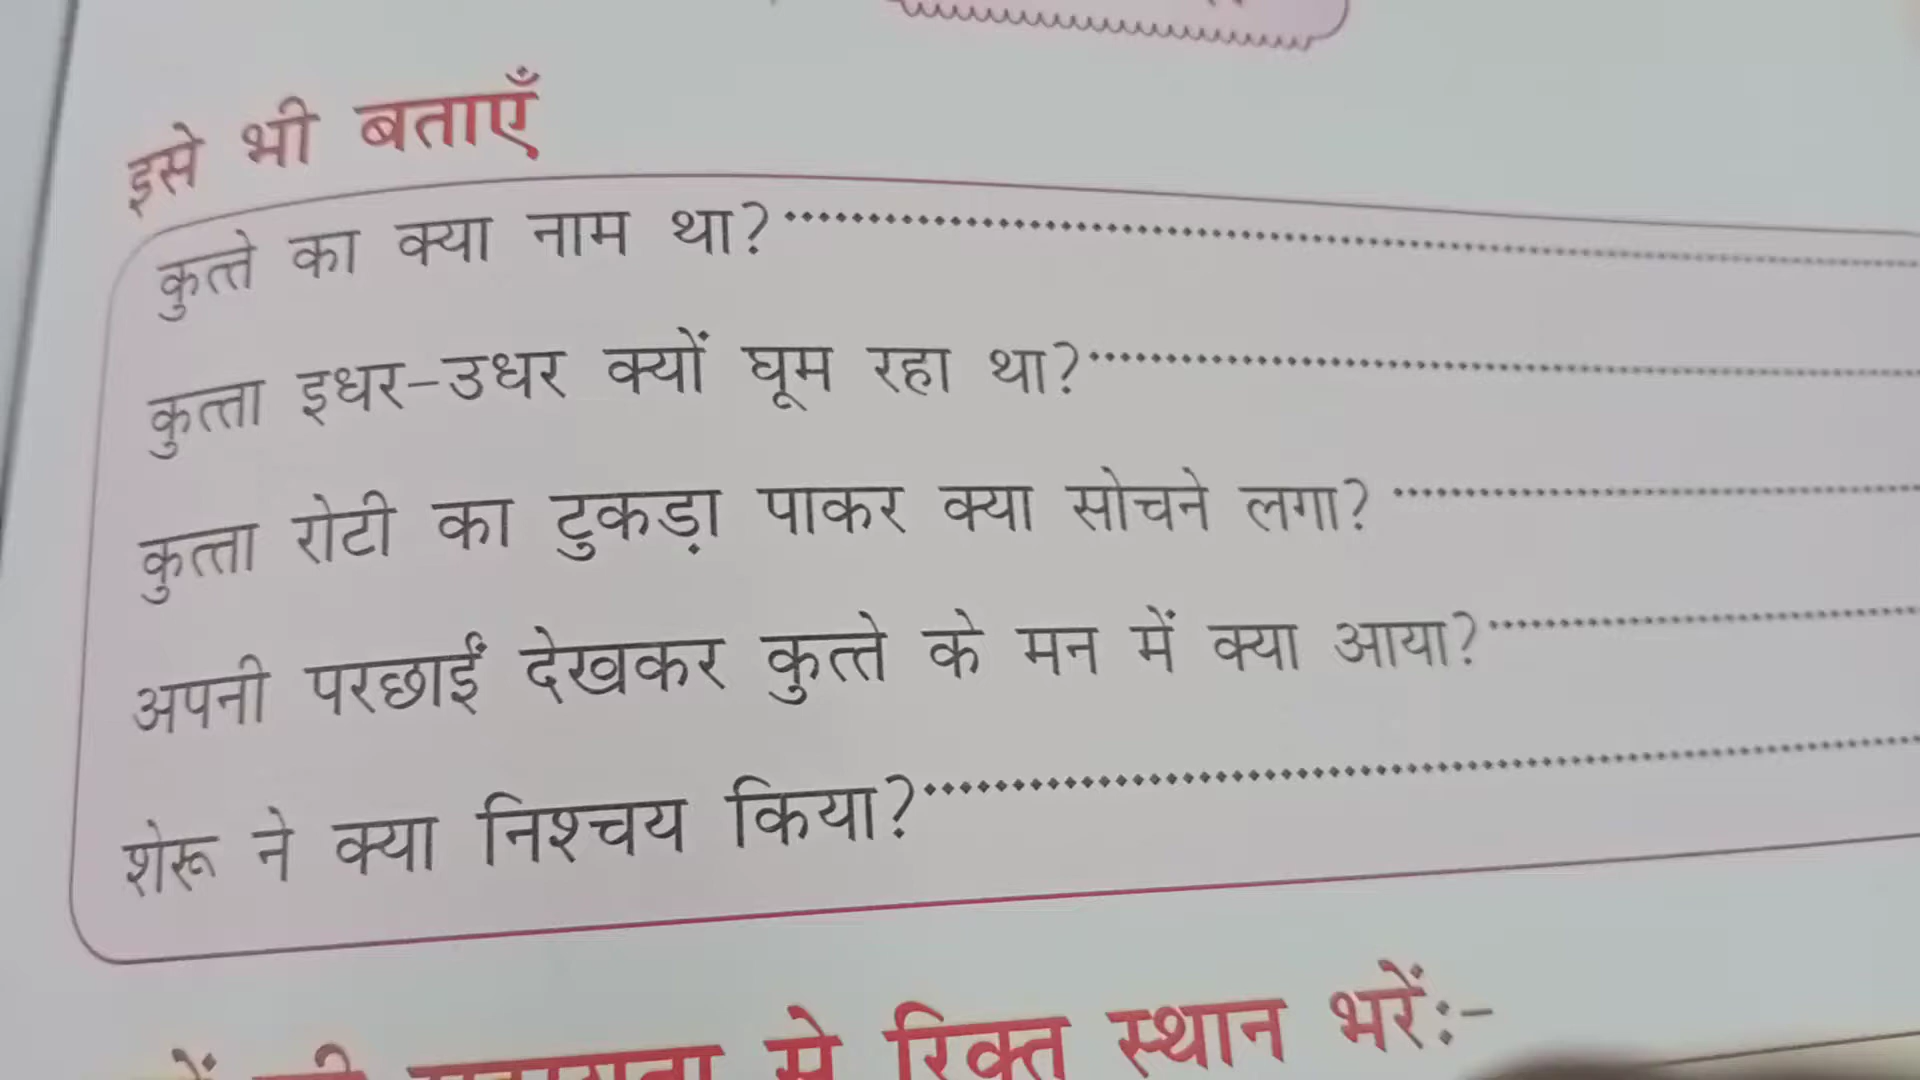 इसे भी बताएँ
कुत्ते का क्या नाम था?
कुत्ता इधर-उधर क्यों घूम रहा था?
कुत्ता रोटी का टुकड़ा पाकर क्या सोचने लगा?
अपनी परछाईं देखकर कुत्ते के मन में क्या आया?
शेरू ने क्या निश्चय किया?
से रिक्त स्थान भरें:-